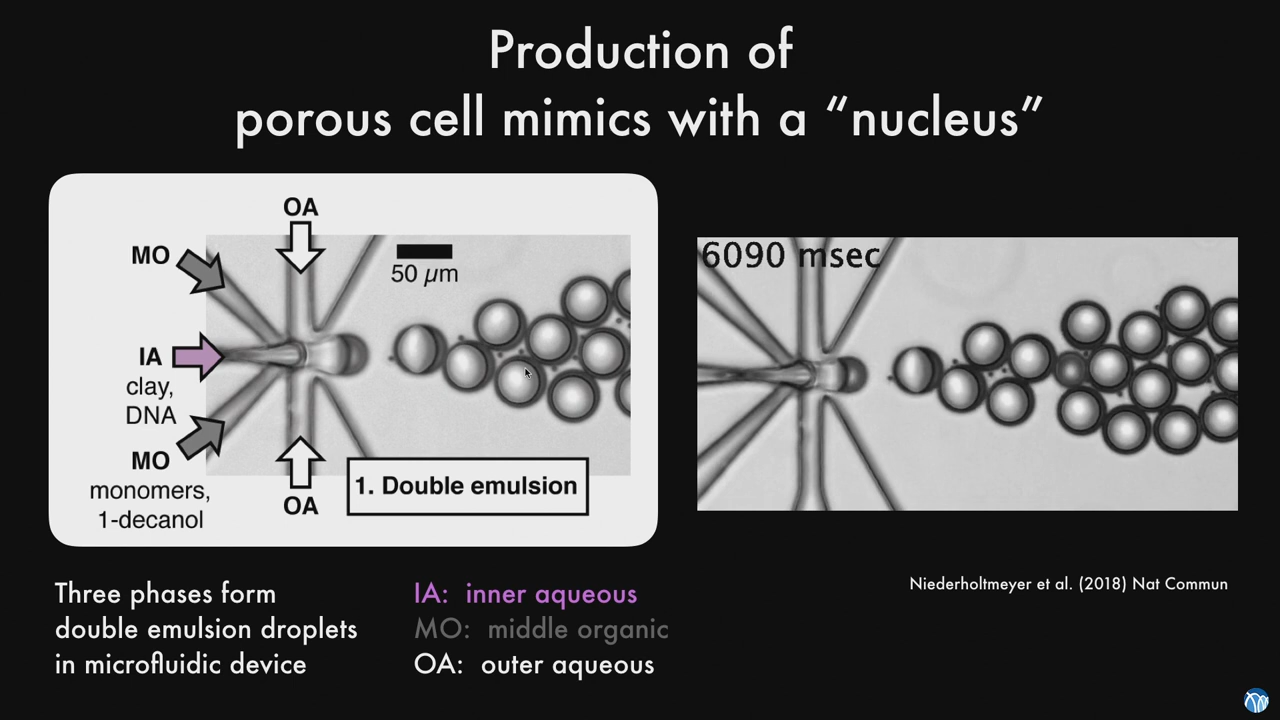 Production of
porous cell mimics with a “nucleus”
OA
MO
50 µm
IA
clay,
DNA
MO
monomers,
1-decanol
OA
1. Double emulsion
6090 msec
Three phases form
double emulsion droplets
in microfluidic device
IA: inner aqueous
MO: middle organic
OA: outer aqueous
Niederholtmeyer et al. (2018) Nat Commun